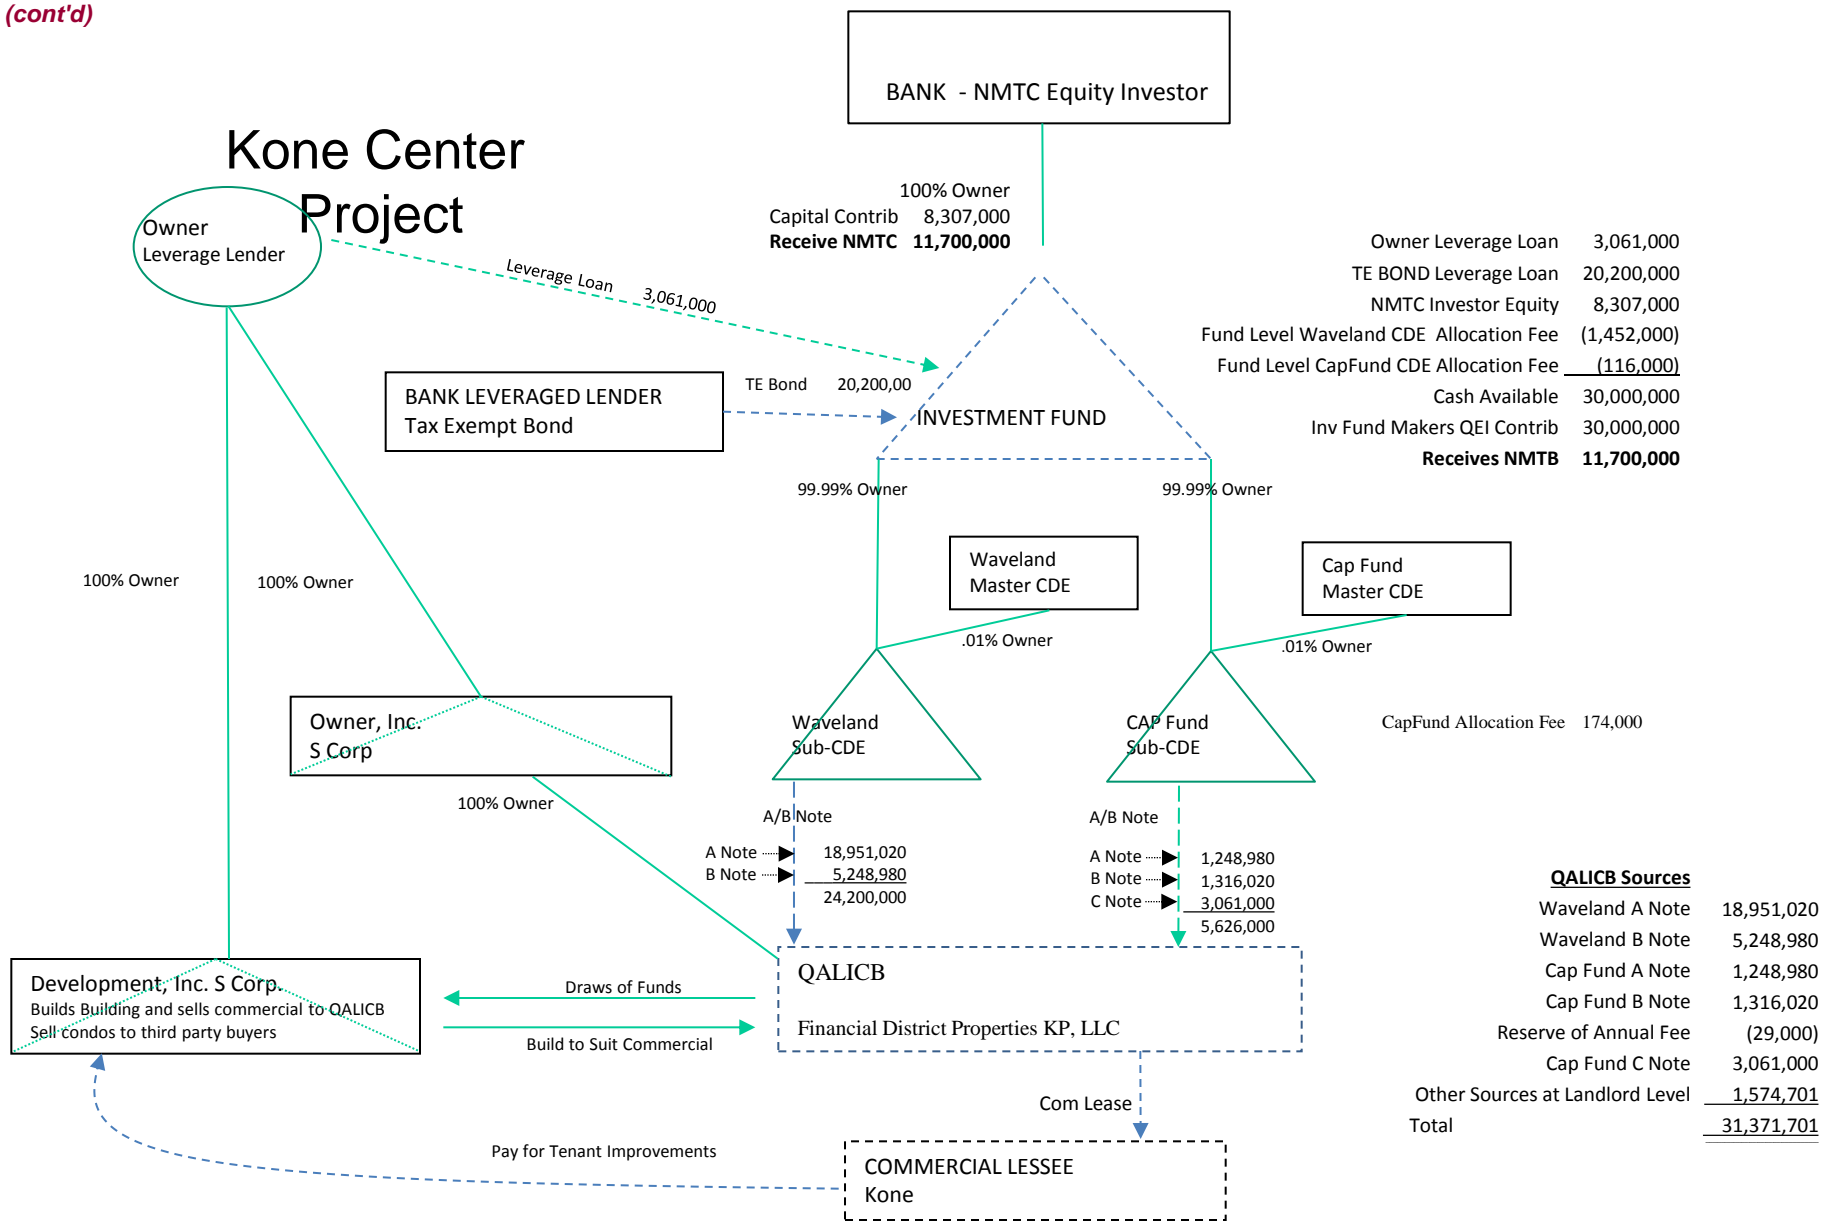 (cont'd)
BANK - NMTC Equity Investor
Kone Center
Project
100% Owner
Capital Contrib 8,307,000
Receive NMTC 11,700,000
Owner
Leverage Lender
Leverage Loan 3,061,000
Owner Leverage Loan 3,061,000
TE BOND Leverage Loan 20,200,000
NMTC Investor Equity 8,307,000
Fund Level Waveland CDE Allocation Fee (1,452,000)
Fund Level CapFund CDE Allocation Fee (116,000)
Cash Available 30,000,000
Inv Fund Makers QEI Contrib 30,000,000
Receives NMTB 11,700,000
BANK LEVERAGED LENDER
Tax Exempt Bond
TE Bond 20,200,00
INVESTMENT FUND
99.99% Owner
99.99% Owner
Waveland
Master CDE
Cap Fund
Master CDE
100% Owner
100% Owner
.01% Owner
.01% Owner
Owner, Inc.
S Corp
Waveland
Sub-CDE
CAP Fund
Sub-CDE
CapFund Allocation Fee 174,000
100% Owner
A/B Note
A Note 18,951,020
B Note 5,248,980
24,200,000
A/B Note
A Note 1,248,980
B Note 1,316,020
C Note 3,061,000
5,626,000
QALICB Sources
Waveland A Note 18,951,020
Waveland B Note 5,248,980
Cap Fund A Note 1,248,980
Cap Fund B Note 1,316,020
Reserve of Annual Fee (29,000)
Cap Fund C Note 3,061,000
Other Sources at Landlord Level 1,574,701
Total 31,371,701
Development, Inc. S Corp.
Builds Building and sells commercial to QALICB
Sell condos to third party buyers
Draws of Funds
Build to Suit Commercial
QALICB
Financial District Properties KP, LLC
Com Lease
Pay for Tenant Improvements
COMMERCIAL LESSEE
Kone